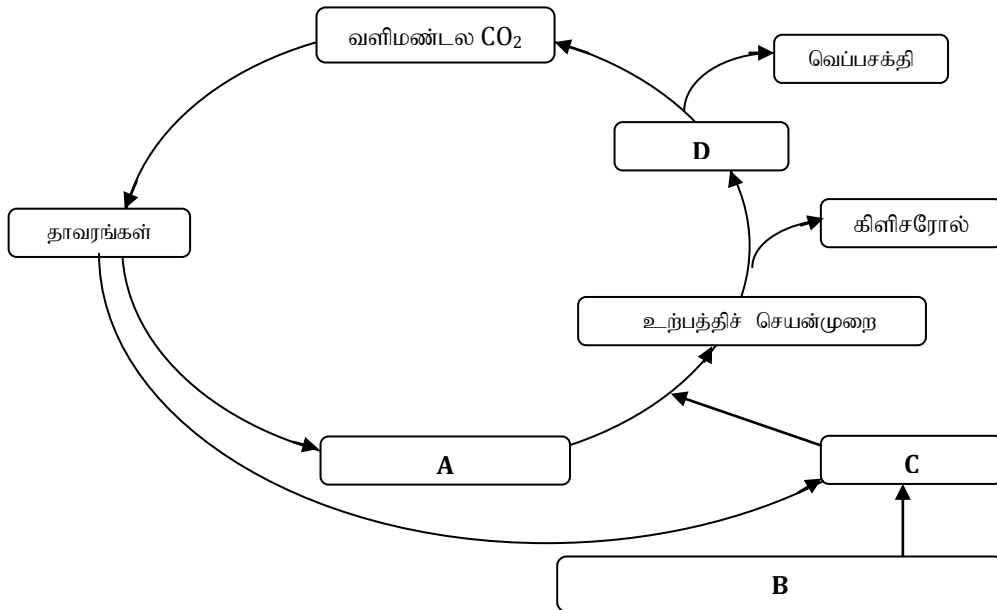 வளிமண்டல CO₂
வெப்பசக்தி
D
தாவரங்கள்
கிளிசரோல்
உற்பத்திச் செயன்முறை
A
C
B